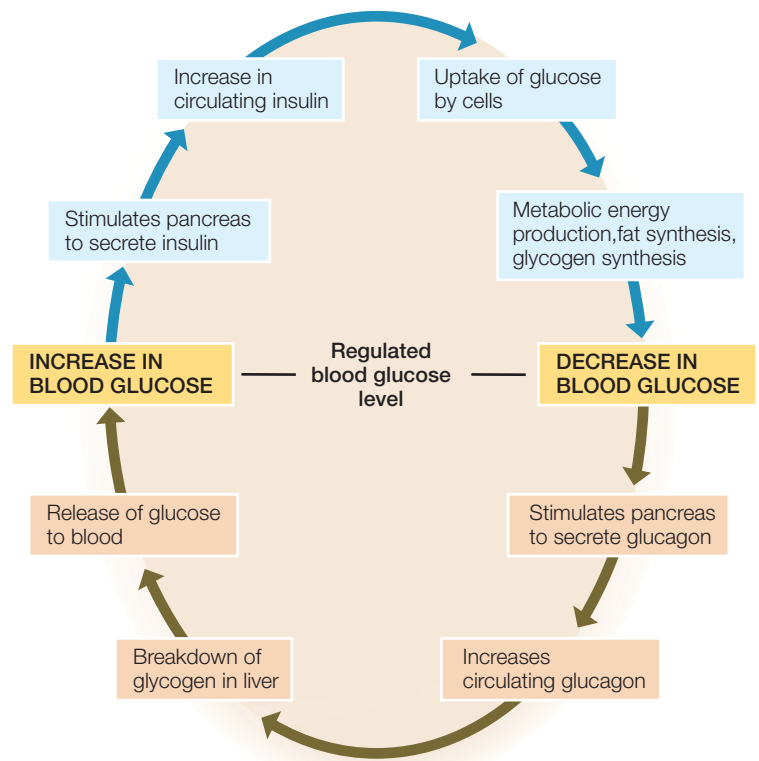 Increase in
circulating insulin
Uptake of glucose
by cells
Stimulates pancreas
to secrete insulin
Metabolic energy
production,fat synthesis,
glycogen synthesis
INCREASE IN
BLOOD GLUCOSE
Regulated
blood glucose
level
DECREASE IN
BLOOD GLUCOSE
Release of glucose
to blood
Stimulates pancreas
to secrete glucagon
Breakdown of
glycogen in liver
Increases
circulating glucagon